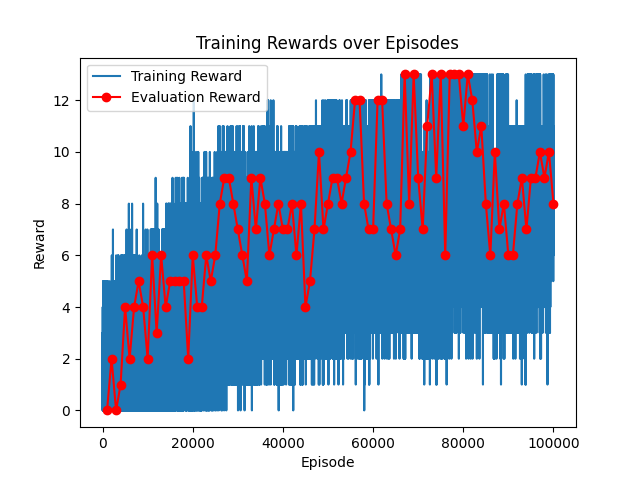 Training Rewards over Episodes
Training Reward
Evaluation Reward
Reward
12
10
8
6
4
2
0
0 20000 40000 60000 80000 100000
Episode